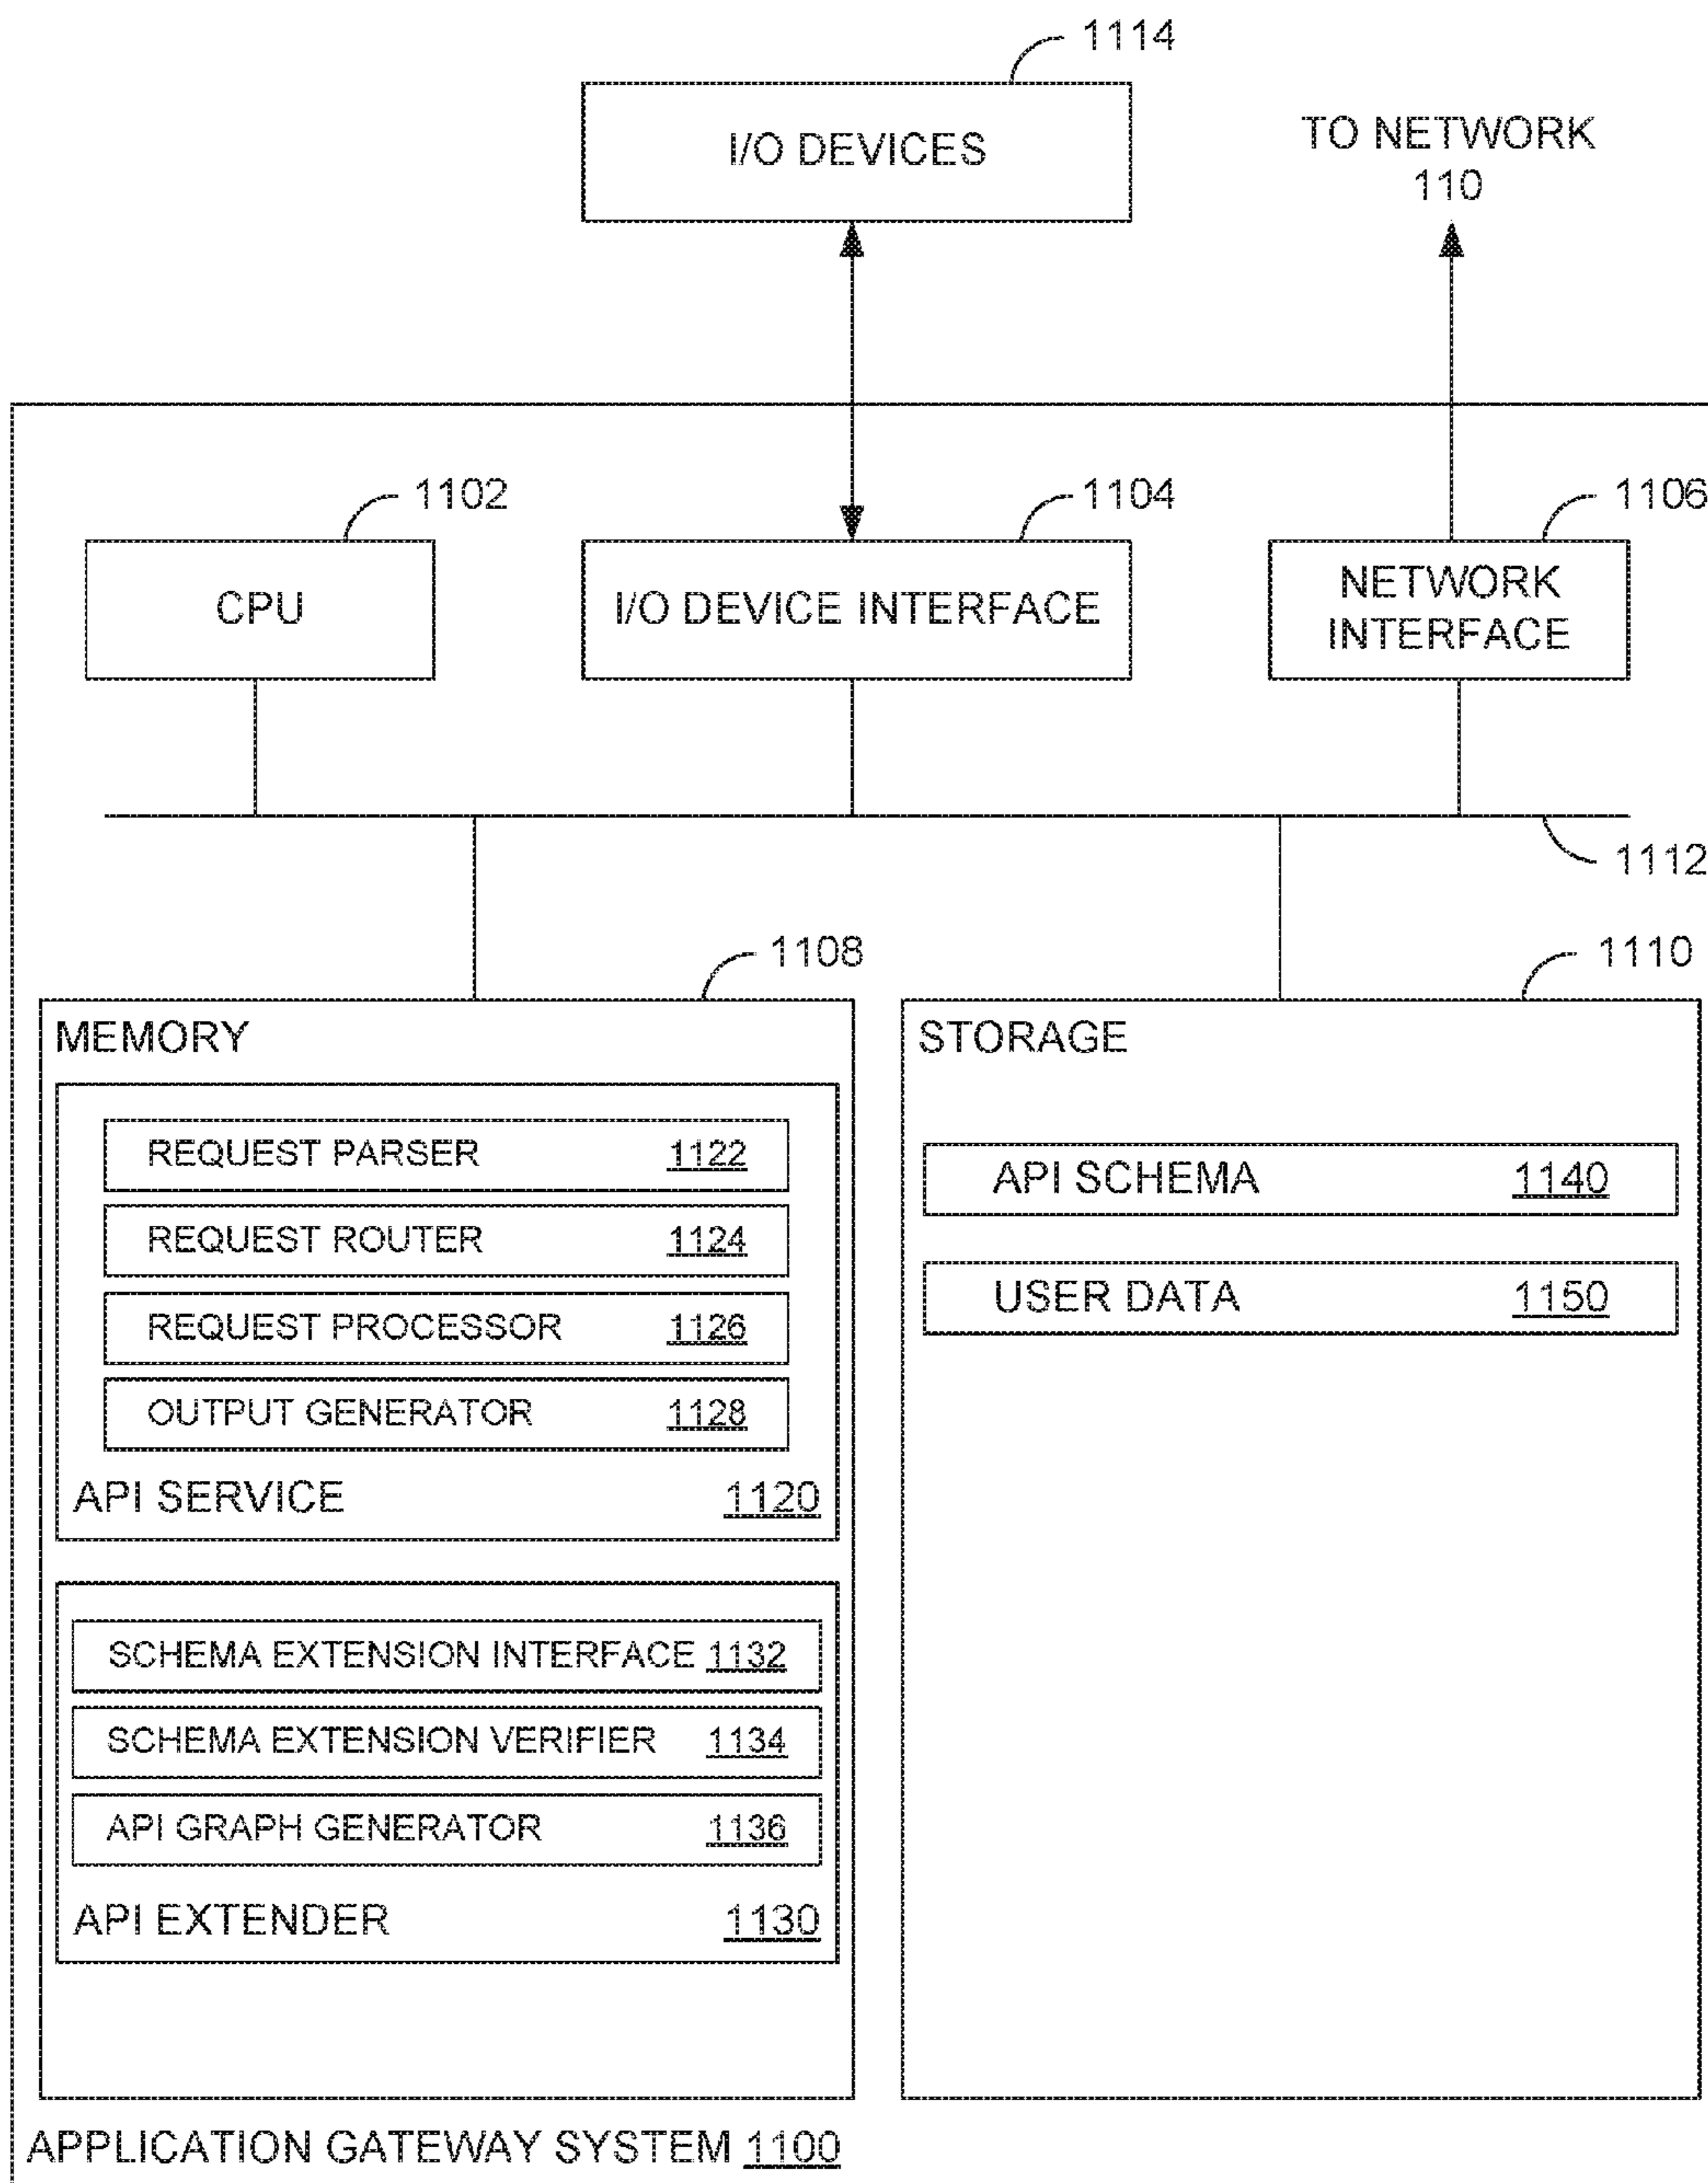 1114
I/O DEVICES
TO NETWORK
110
1102
1104
1106
CPU
I/O DEVICE INTERFACE
NETWORK
INTERFACE
1112
1108
1110
MEMORY
REQUEST PARSER 1122
REQUEST ROUTER 1124
REQUEST PROCESSOR 1126
OUTPUT GENERATOR 1128
API SERVICE 1120
SCHEMA EXTENSION INTERFACE 1132
SCHEMA EXTENSION VERIFIER 1134
API GRAPH GENERATOR 1136
API EXTENDER 1130
STORAGE
API SCHEMA 1140
USER DATA 1150
APPLICATION GATEWAY SYSTEM 1100